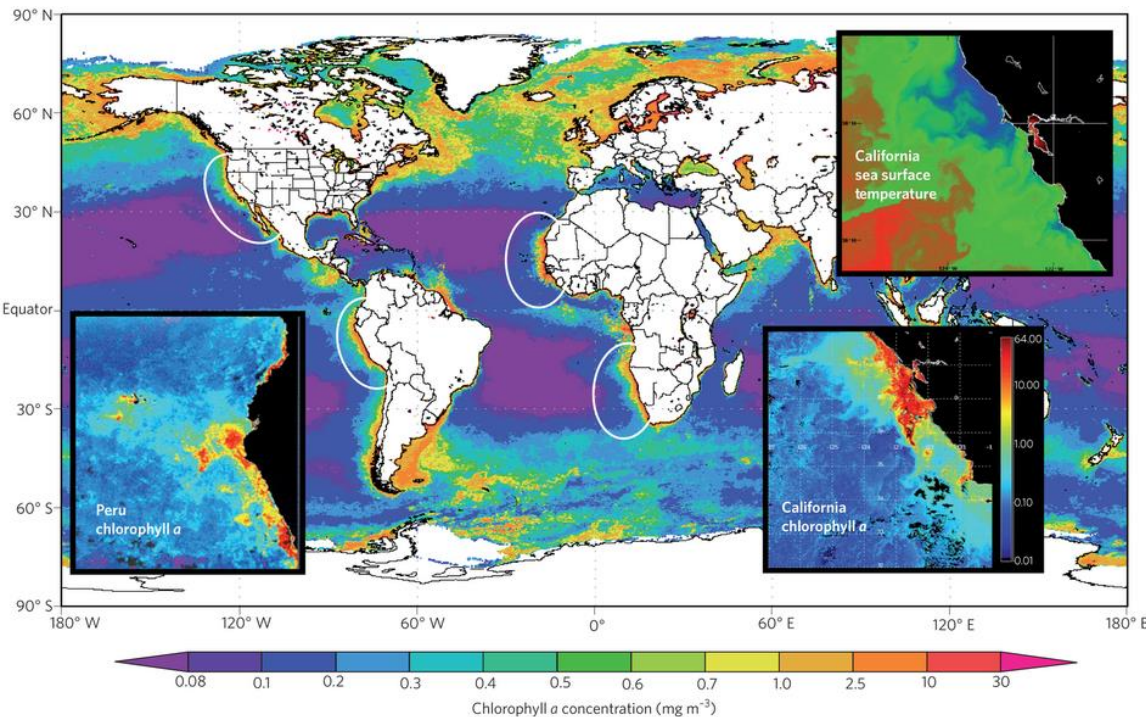 90° N
60° N
30° N
Equator
30° S
60° S
90° S
180° W
120° W
60° W
0°
60° E
120° E
180° E
California
sea surface
temperature
Peru
chlorophyll a
California
chlorophyll a
64.00
10.00
1.00
0.10
0.01
0.08
0.1
0.2
0.3
0.4
0.5
0.6
0.7
1.0
2.5
10
30
Chlorophyll a concentration (mg m⁻³)